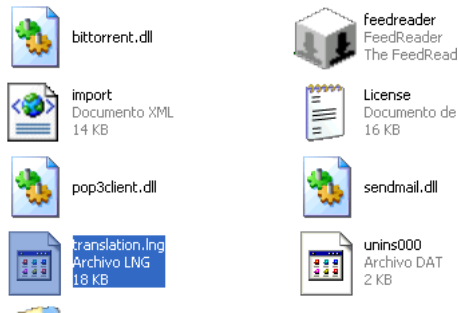 bittorrent.dll
feedreader
FeedReader
The FeedRead
import
Documento XML
14 KB
License
Documento de
16 KB
pop3client.dll
sendmail.dll
translation.lng
Archivo LNG
18 KB
unins000
Archivo DAT
2 KB